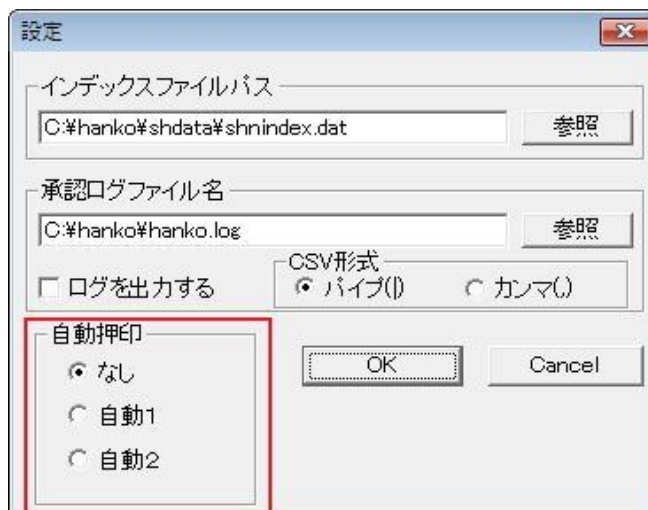 設定
インデックスファイルパス
C:¥hanko¥shdata¥shnindex.dat
参照
承認ログファイル名
C:¥hanko¥hanko.log
参照
ログを出力する
CSV形式
パイプ(|)
カンマ(,)
自動押印
なし
自動1
自動2
OK
Cancel